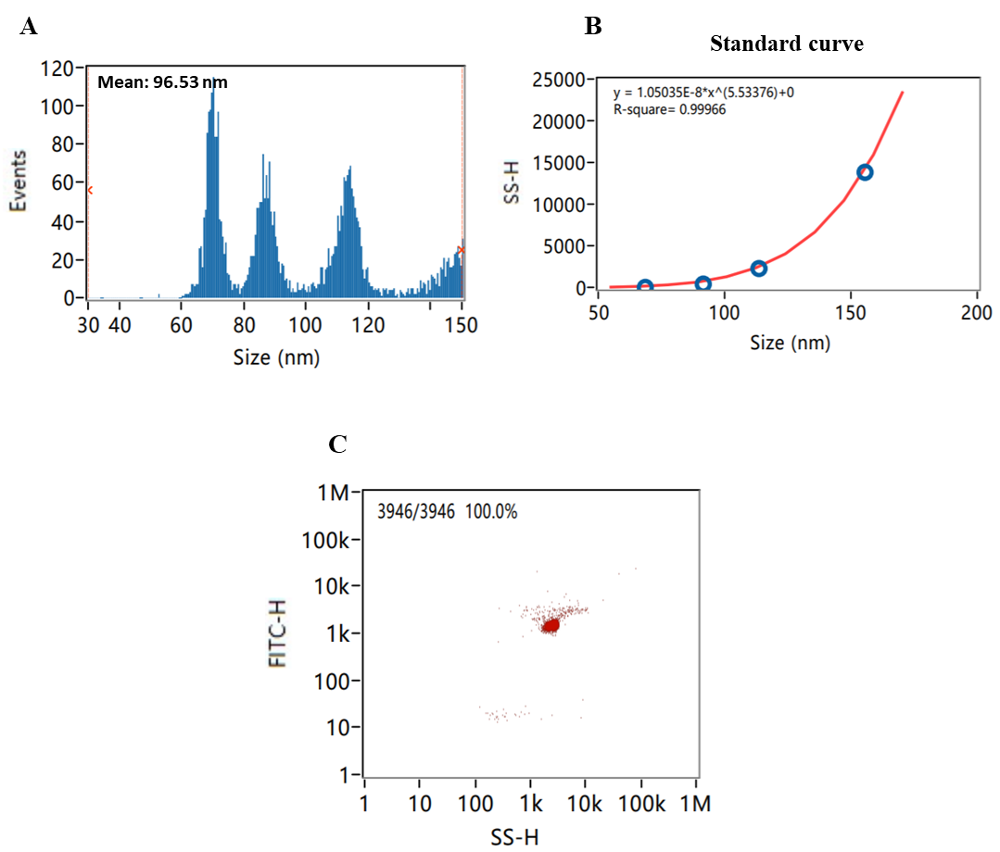 A
Mean: 96.53 nm
Events
120
100
80
60
40
20
0
30 40 60 80 100 120 150
Size (nm)
B
Standard curve
y = 1.05035E-8*x^(5.53376)+0
R-square= 0.99966
SS-H
25000
20000
15000
10000
5000
0
50 100 150 200
Size (nm)
C
3946/3946 100.0%
FITC-H
1M
100k
10k
1k
100
10
1
1 10 100 1k 10k 100k 1M
SS-H